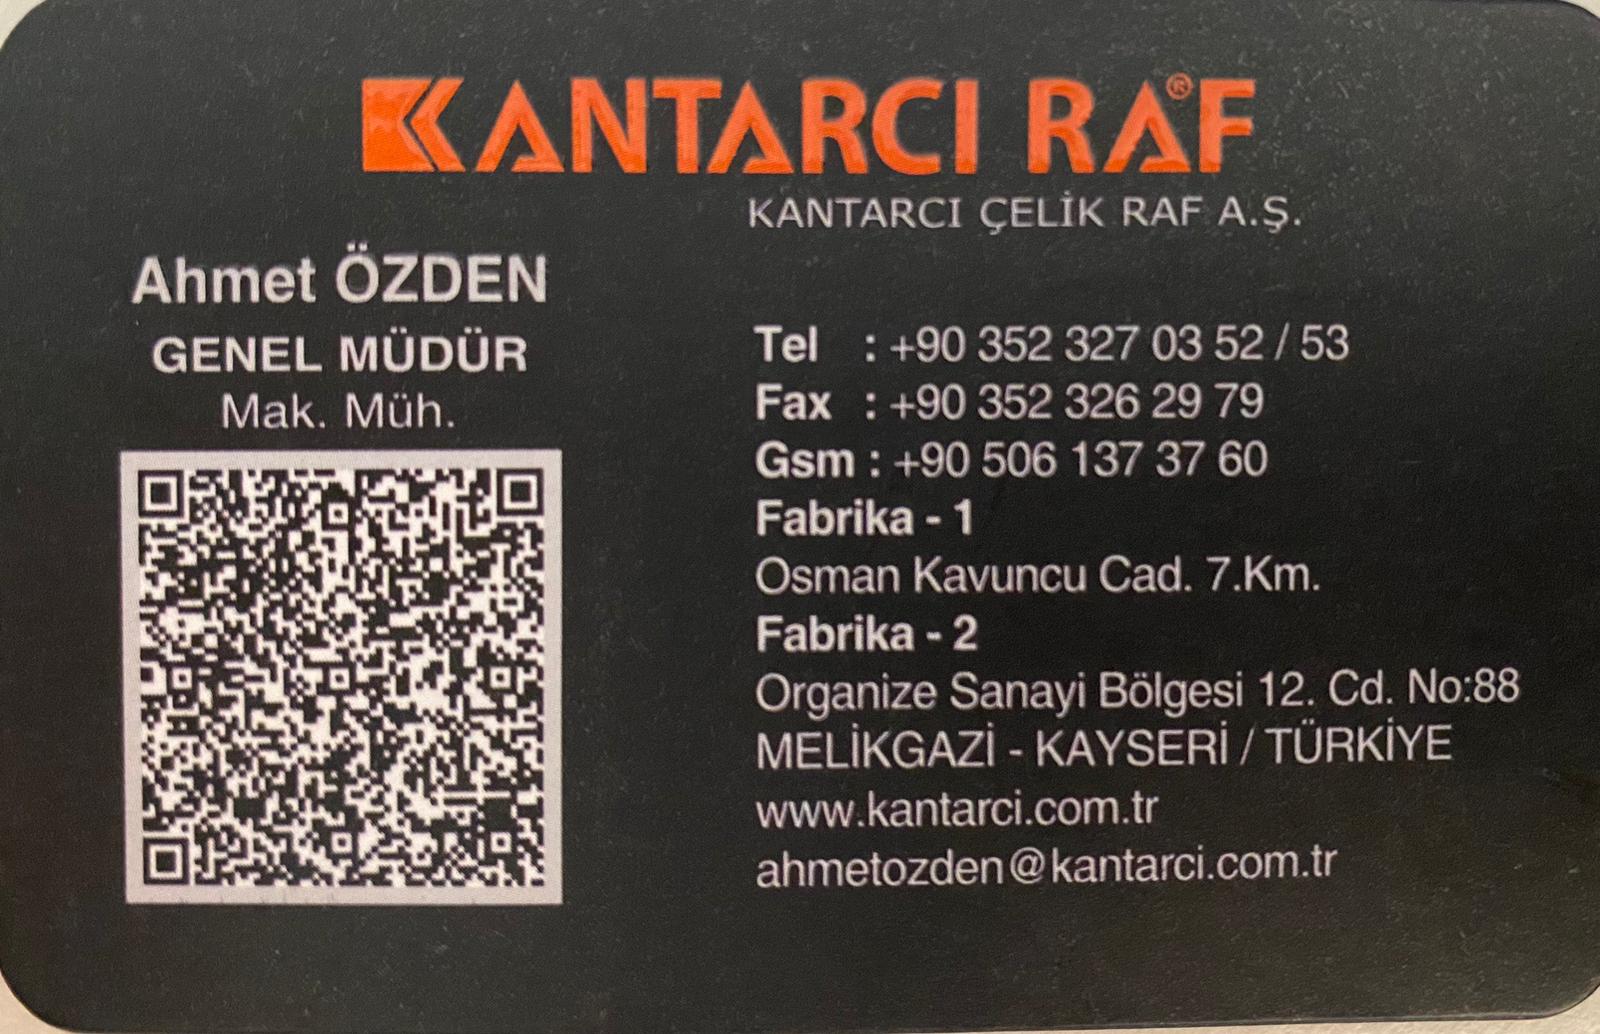 KANTARCI RAF®
KANTARCI ÇELİK RAF A.Ş.
Ahmet ÖZDEN
GENEL MÜDÜR
Mak. Müh.
Tel : +90 352 327 03 52 / 53
Fax : +90 352 326 29 79
Gsm : +90 506 137 37 60
Fabrika - 1
Osman Kavuncu Cad. 7.Km.
Fabrika - 2
Organize Sanayi Bölgesi 12. Cd. No:88
MELİKGAZİ - KAYSERİ / TÜRKİYE
www.kantarci.com.tr
ahmetozden@kantarci.com.tr